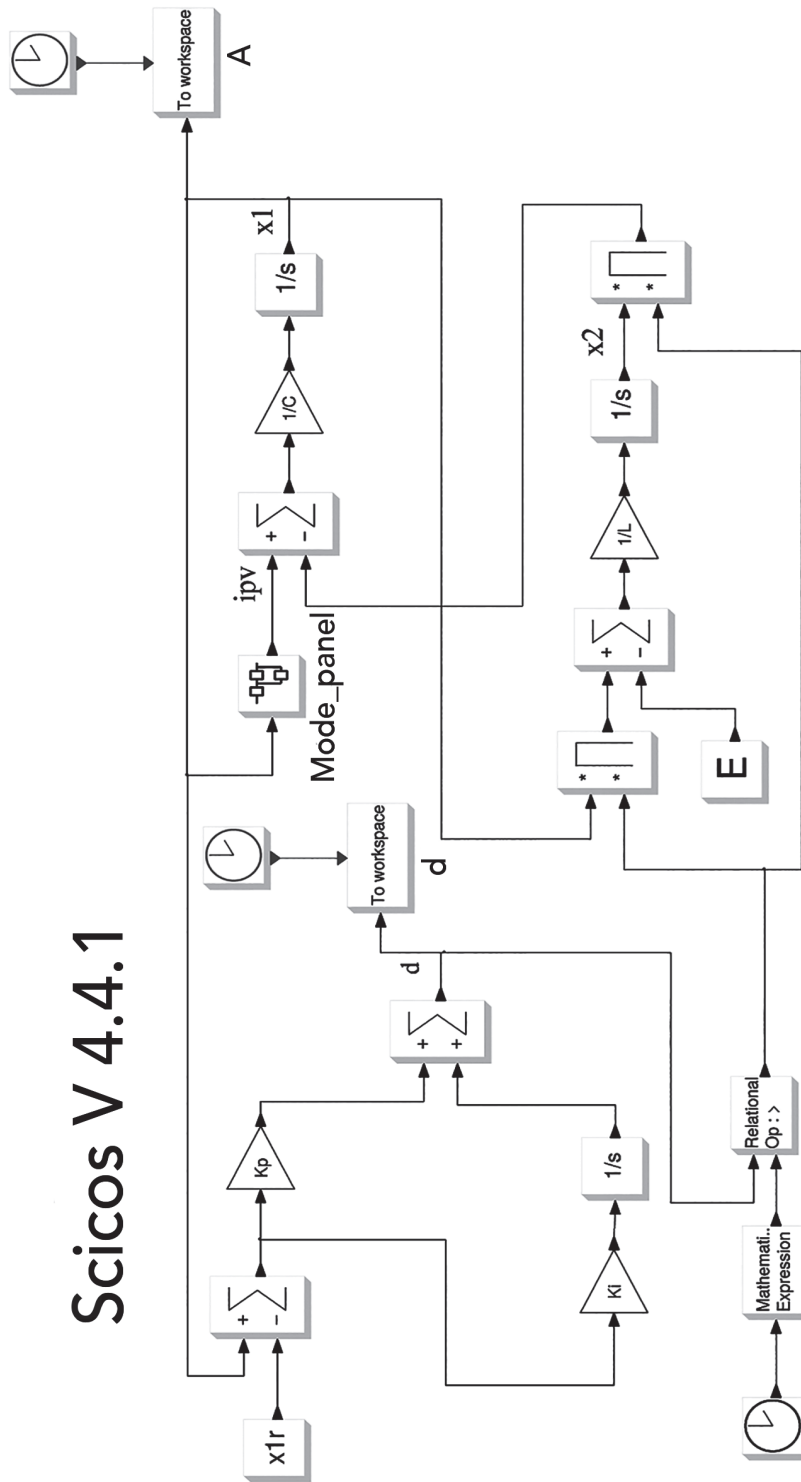 Scicos V 4.4.1
To workspace
A
x1
1/s
1/C
+
-
ipv
Mode_panel
To workspace
d
d
+
+
Kp
+
-
x1r
Ki
1/s
*
*
x2
1/s
1/L
+
-
*
*
E
Relational
Op : >
Mathemati..
Expression